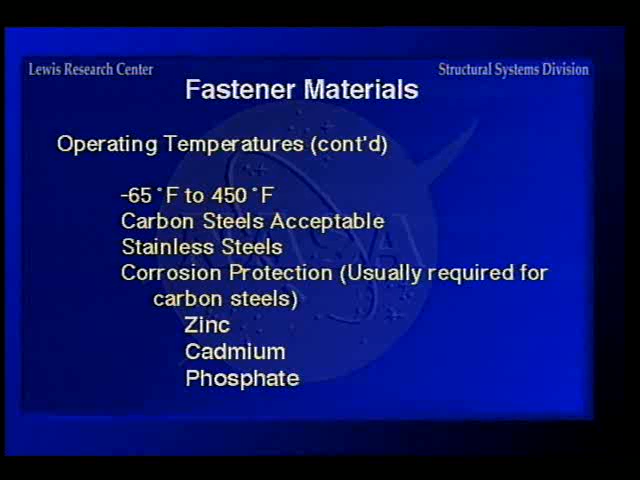 Lewis Research Center
Structural Systems Division
Fastener Materials
Operating Temperatures (cont'd)
-65°F to 450°F
Carbon Steels Acceptable
Stainless Steels
Corrosion Protection (Usually required for
carbon steels)
Zinc
Cadmium
Phosphate